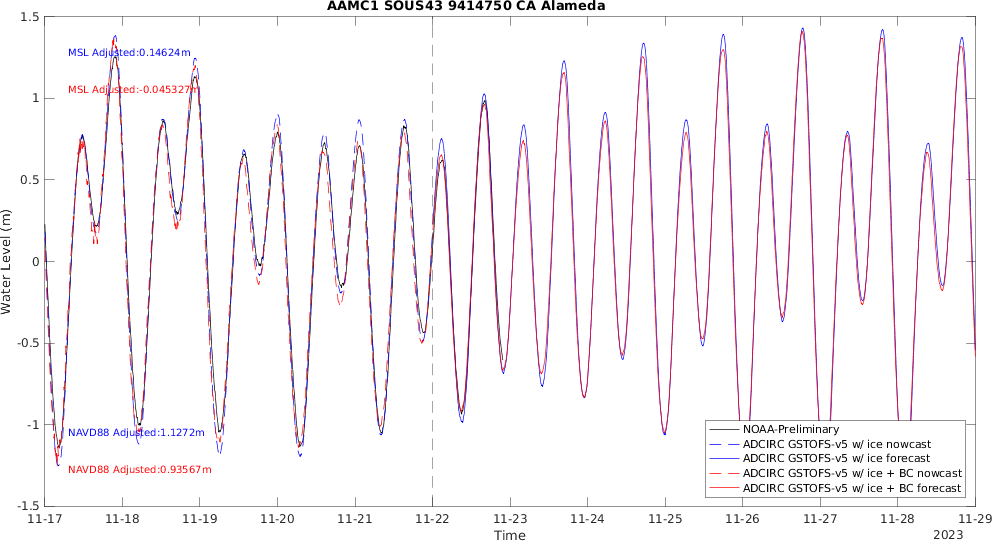 AAMC1 SOUS43 9414750 CA Alameda
Water Level (m)
1.5
1
0.5
0
-0.5
-1
-1.5
MSL Adjusted:0.14624m
MSL Adjusted:-0.045327m
NAVD88 Adjusted:1.1272m
NAVD88 Adjusted:0.93567m
NOAA-Preliminary
ADCIRC GSTOFS-v5 w/ ice nowcast
ADCIRC GSTOFS-v5 w/ ice forecast
ADCIRC GSTOFS-v5 w/ ice + BC nowcast
ADCIRC GSTOFS-v5 w/ ice + BC forecast
11-17 11-18 11-19 11-20 11-21 11-22 11-23 11-24 11-25 11-26 11-27 11-28 11-29
Time
2023